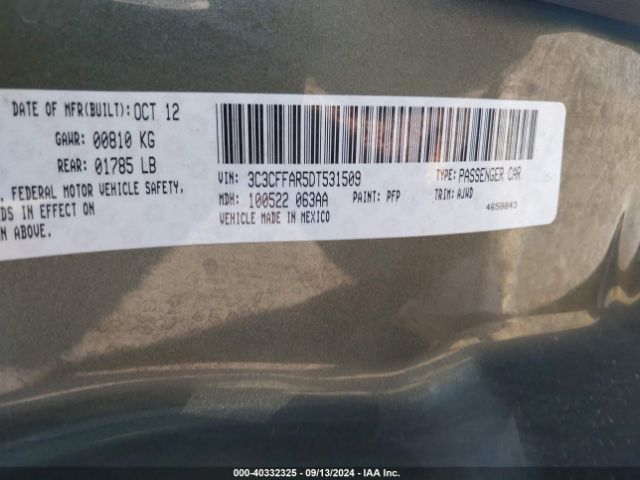 DATE OF MFR(BUILT): OCT 12
GAWR: 00810 KG
REAR: 01785 LB
FEDERAL MOTOR VEHICLE SAFETY,
IN EFFECT ON
ABOVE.
VIN: 3C3CFFAR5DT531509
TYPE: PASSENGER CAR
MDH: 100522 063AA
PAINT: PFP
TRIM: AJWD
VEHICLE MADE IN MEXICO
4658843
000-40332325 - 09/13/2024 - IAA Inc.